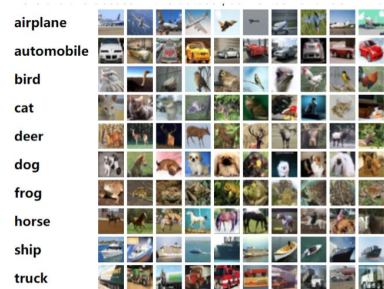 airplane
automobile
bird
cat
deer
dog
frog
horse
ship
truck